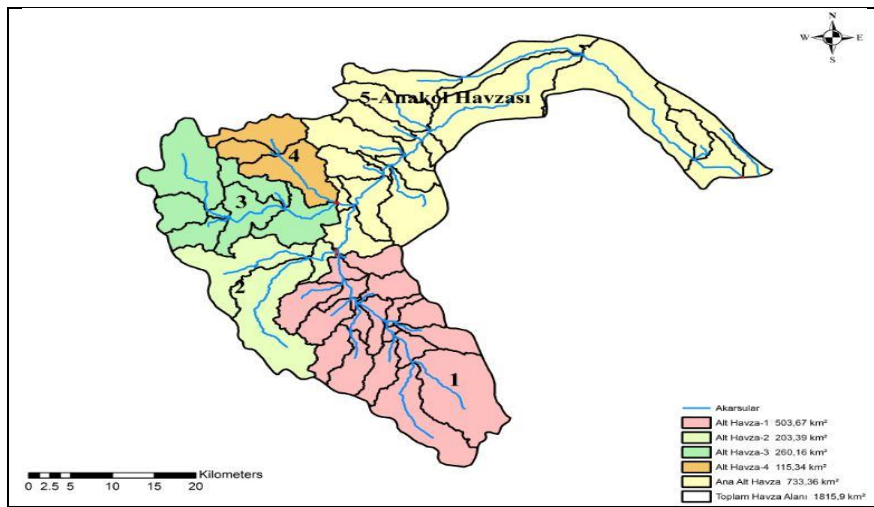 N
W E
S
5-Anakol Havzası
4
3
2
1
Akarsular
Alt Havza-1 503,67 km²
Alt Havza-2 203,39 km²
Alt Havza-3 260,16 km²
Alt Havza-4 115,34 km²
Ana Alt Havza 733,36 km²
Toplam Havza Alanı 1815,9 km²
Kilometers
0 2.5 5 10 15 20